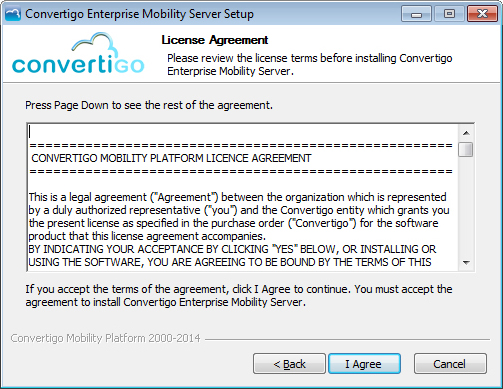 Convertigo Enterprise Mobility Server Setup
convertigo
License Agreement
Please review the license terms before installing Convertigo
Enterprise Mobility Server.
Press Page Down to see the rest of the agreement.
=====================================================
CONVERTIGO MOBILITY PLATFORM LICENCE AGREEMENT
=====================================================
This is a legal agreement ("Agreement") between the organization which is represented
by a duly authorized representative ("you") and the Convertigo entity which grants you
the present license as specified in the purchase order ("Convertigo") for the software
product that this license agreement accompanies.
BY INDICATING YOUR ACCEPTANCE BY CLICKING "YES" BELOW, OR INSTALLING OR
USING THE SOFTWARE, YOU ARE AGREEING TO BE BOUND BY THE TERMS OF THIS
If you accept the terms of the agreement, click I Agree to continue. You must accept the
agreement to install Convertigo Enterprise Mobility Server.
Convertigo Mobility Platform 2000-2014
< Back
I Agree
Cancel